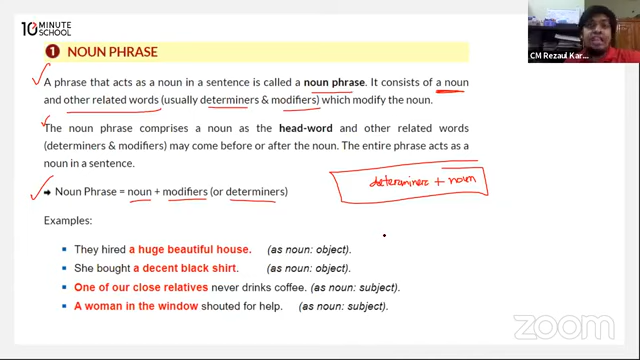 10 MINUTE
SCHOOL
CM Rezaul Kar...
1 NOUN PHRASE
A phrase that acts as a noun in a sentence is called a noun phrase. It consists of a noun
and other related words (usually determiners & modifiers) which modify the noun.
The noun phrase comprises a noun as the head-word and other related words
(determiners & modifiers) may come before or after the noun. The entire phrase acts as a
noun in a sentence.
➡ Noun Phrase = noun + modifiers (or determiners)
determiners + noun
Examples:
▪ They hired a huge beautiful house. (as noun: object).
▪ She bought a decent black shirt. (as noun: object).
▪ One of our close relatives never drinks coffee. (as noun: subject).
▪ A woman in the window shouted for help. (as noun: subject).
zoom